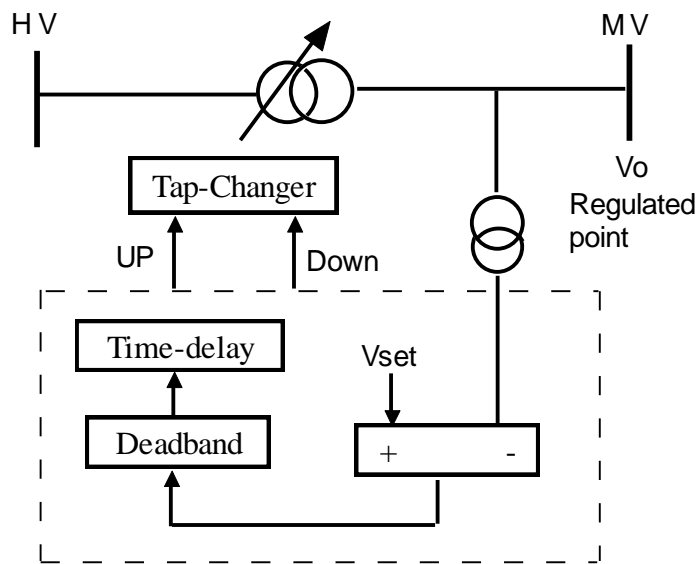 HV
MV
Tap-Changer
Vo
Regulated
point
UP
Down
Time-delay
Vset
Deadband
+ -